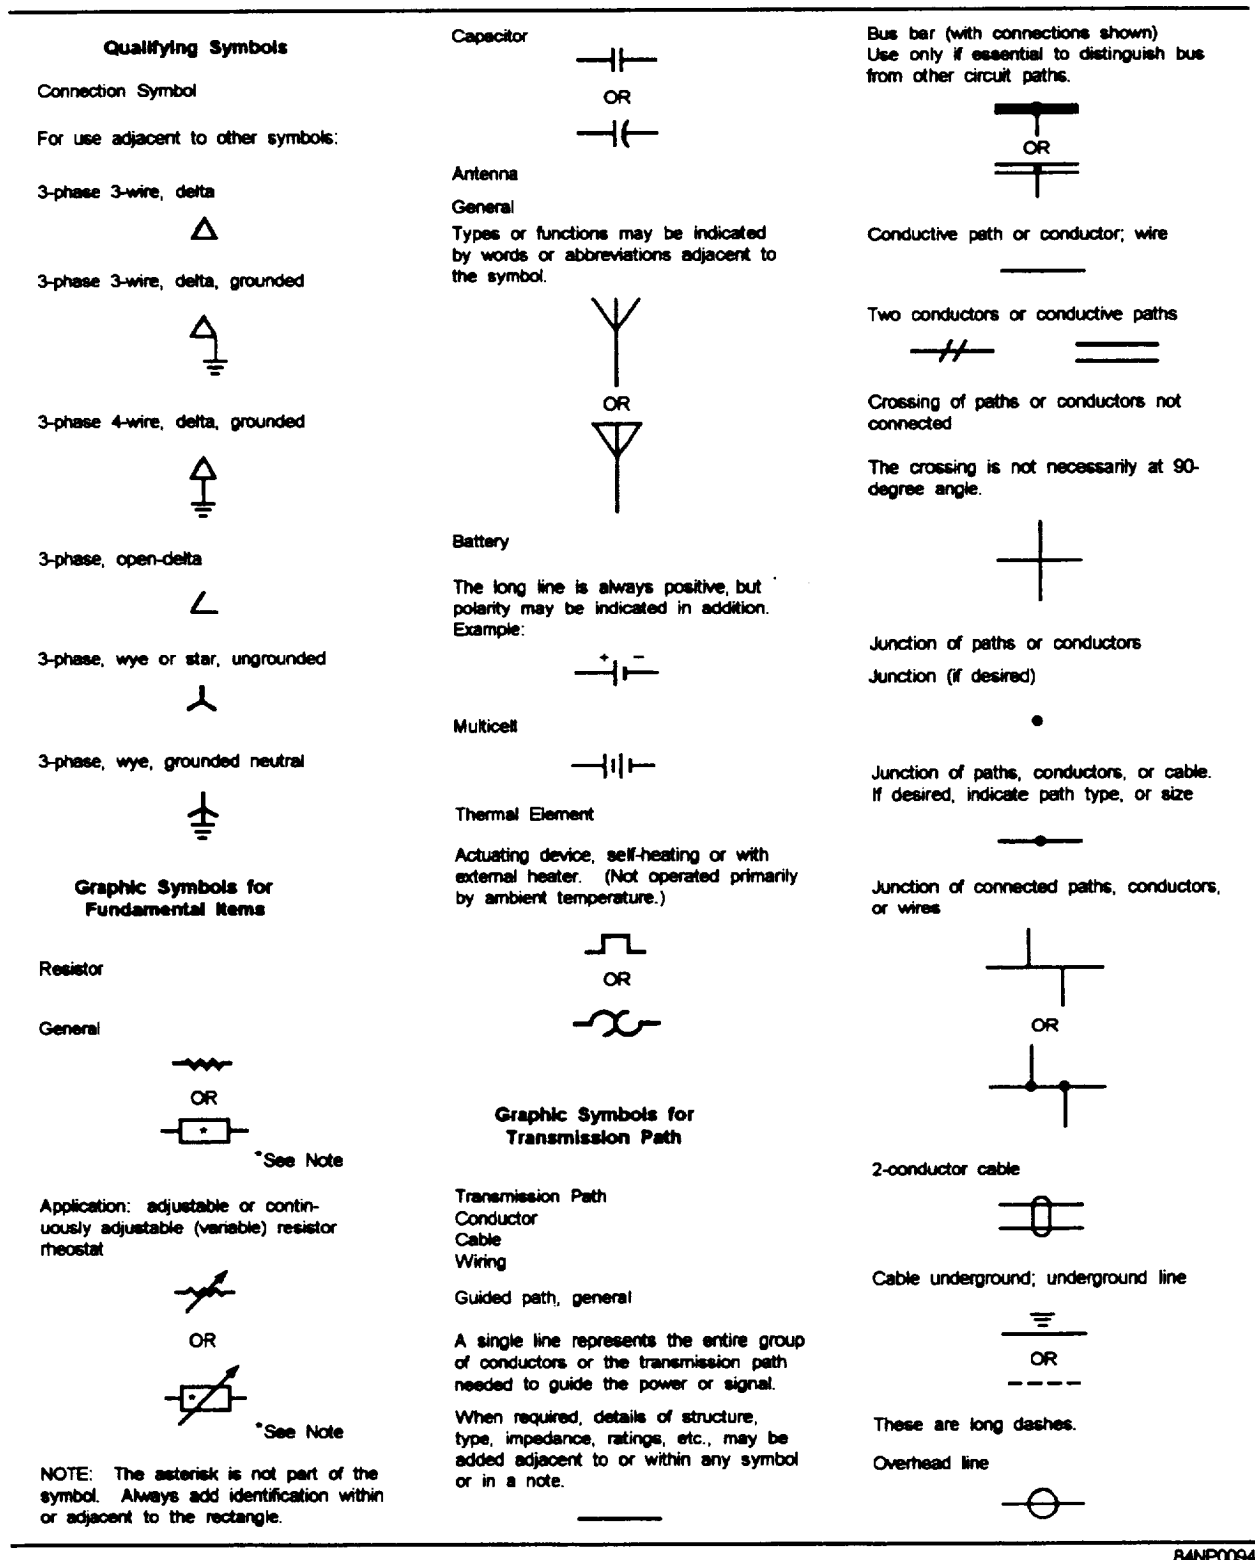 Qualifying Symbols
Connection Symbol
For use adjacent to other symbols:
3-phase 3-wire, delta
3-phase 3-wire, delta, grounded
3-phase 4-wire, delta, grounded
3-phase, open-delta
3-phase, wye or star, ungrounded
3-phase, wye, grounded neutral
Graphic Symbols for
Fundamental Items
Resistor
General
OR
*
*See Note
Application: adjustable or contin-
uously adjustable (variable) resistor
rheostat
OR
*
*See Note
NOTE: The asterisk is not part of the
symbol. Always add identification within
or adjacent to the rectangle.
Capacitor
OR
Antenna
General
Types or functions may be indicated
by words or abbreviations adjacent to
the symbol.
OR
Battery
The long line is always positive, but
polarity may be indicated in addition.
Example:
+ −
Multicell
Thermal Element
Actuating device, self-heating or with
external heater. (Not operated primarily
by ambient temperature.)
OR
Graphic Symbols for
Transmission Path
Transmission Path
Conductor
Cable
Wiring
Guided path, general
A single line represents the entire group
of conductors or the transmission path
needed to guide the power or signal.
When required, details of structure,
type, impedance, ratings, etc., may be
added adjacent to or within any symbol
or in a note.
Bus bar (with connections shown)
Use only if essential to distinguish bus
from other circuit paths.
OR
Conductive path or conductor; wire
Two conductors or conductive paths
Crossing of paths or conductors not
connected
The crossing is not necessarily at 90-
degree angle.
Junction of paths or conductors
Junction (if desired)
Junction of paths, conductors, or cable.
If desired, indicate path type, or size
Junction of connected paths, conductors,
or wires
OR
2-conductor cable
Cable underground; underground line
OR
These are long dashes.
Overhead line
84NP0094